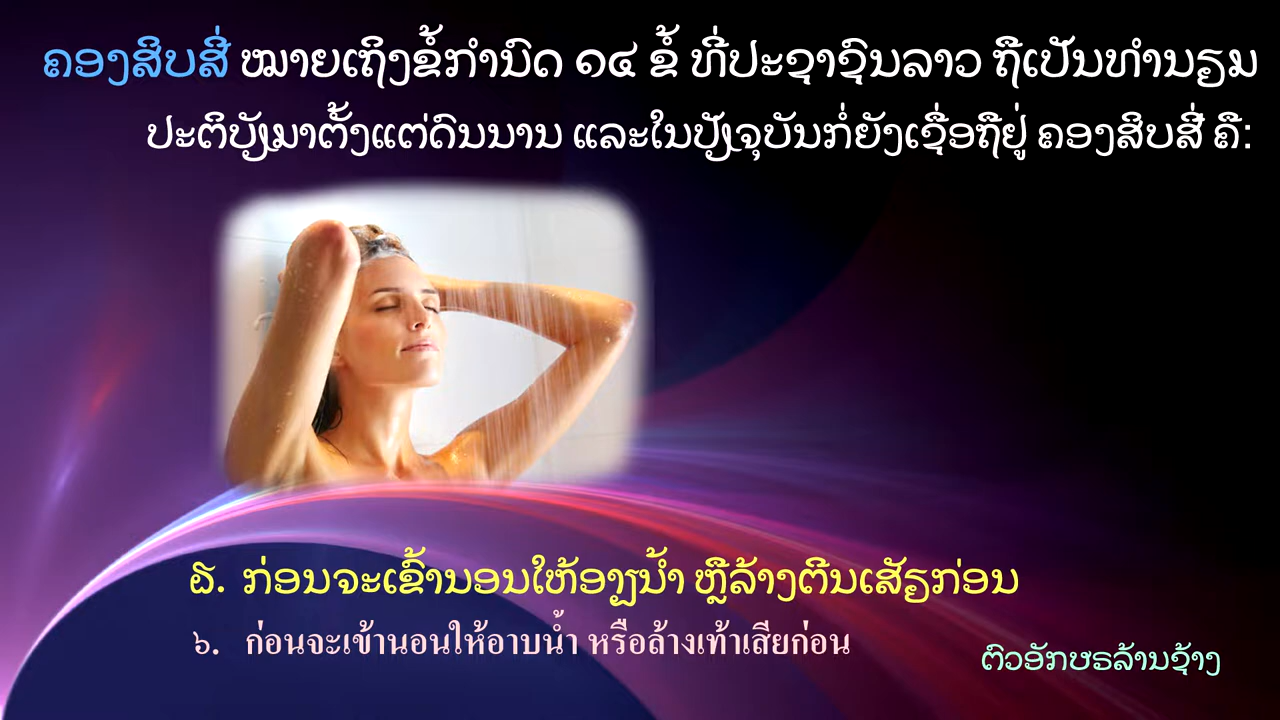 ຄອງສິບສີ່ ໝາຍເຖິງຂໍ້ກຳນົດ ໑໔ ຂໍ້ ທີ່ປະຊາຊົນລາວ ຖືເປັນທຳນຽມ
ປະຕິບັງມາຕັ້ງແຕ່ດົນນານ ແລະໃນປັງຈຸບັນກໍ່ຍັງເຊື່ອຖືຢູ່ ຄອງສິບສີ່ ຄື:
໖. ກ່ອນຈະເຂົ້ານອນໃຫ້ອາຽນ້ຳ ຫຼືລ້າງຕີນເສັຽກ່ອນ
๖. ก่อนจะเข้านอนให้อาบน้ำ หรือล้างเท้าเสียก่อน
ຕົວອັກຩຣລ້ານຊ້າງ